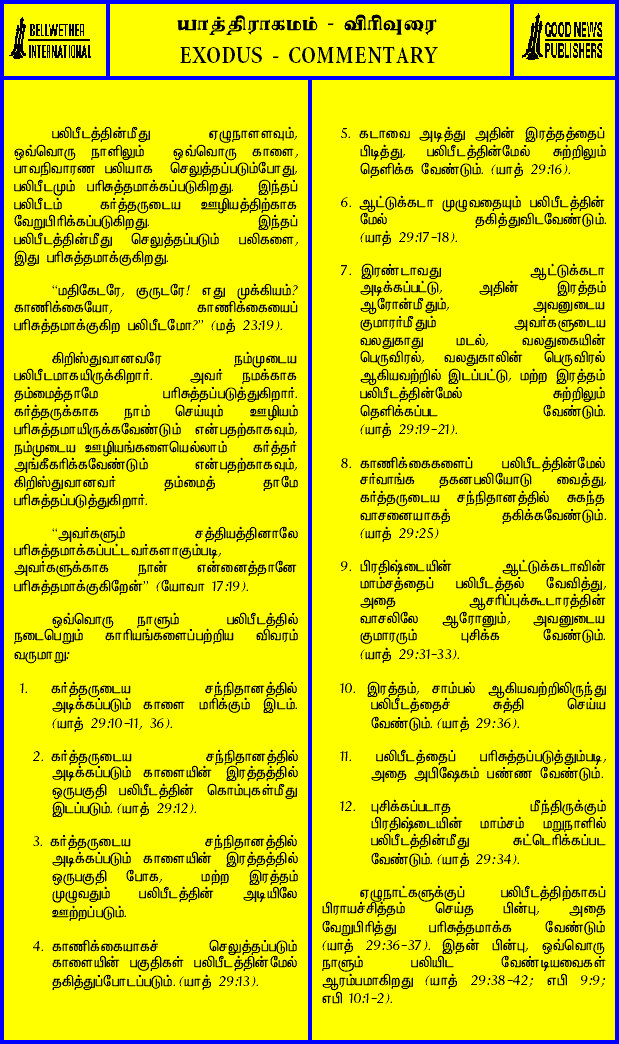 BELLWETHER
INTERNATIONAL
யாத்திராகமம் - விரிவுரை
EXODUS - COMMENTARY
GOOD NEWS
PUBLISHERS
பலிபீடத்தின்மீது ஏழுநாளளவும்,
ஒவ்வொரு நாளிலும் ஒவ்வொரு காளை,
பாவநிவாரண பலியாக செலுத்தப்படும்போது,
பலிபீடமும் பரிசுத்தமாக்கப்படுகிறது. இந்தப்
பலிபீடம் கர்த்தருடைய ஊழியத்திற்காக
வேறுபிரிக்கப்படுகிறது. இந்தப்
பலிபீடத்தின்மீது செலுத்தப்படும் பலிகளை,
இது பரிசுத்தமாக்குகிறது.
"மதிகேடரே, குருடரே! எது முக்கியம்?
காணிக்கையோ, காணிக்கையைப்
பரிசுத்தமாக்குகிற பலிபீடமோ?" (மத் 23:19).
கிறிஸ்துவானவரே நம்முடைய
பலிபீடமாகயிருக்கிறார். அவர் நமக்காக
தம்மைத்தாமே பரிசுத்தப்படுத்துகிறார்.
கர்த்தருக்காக நாம் செய்யும் ஊழியம்
பரிசுத்தமாயிருக்கவேண்டும் என்பதற்காகவும்,
நம்முடைய ஊழியங்களையெல்லாம் கர்த்தர்
அங்கீகரிக்கவேண்டும் என்பதற்காகவும்,
கிறிஸ்துவானவர் தம்மைத் தாமே
பரிசுத்தப்படுத்துகிறார்.
"அவர்களும் சத்தியத்தினாலே
பரிசுத்தமாக்கப்பட்டவர்களாகும்படி,
அவர்களுக்காக நான் என்னைத்தானே
பரிசுத்தமாக்குகிறேன்" (யோவா 17:19).
ஒவ்வொரு நாளும் பலிபீடத்தில்
நடைபெறும் காரியங்களைப்பற்றிய விவரம்
வருமாறு:
1. கர்த்தருடைய சந்நிதானத்தில்
அடிக்கப்படும் காளை மரிக்கும் இடம்.
(யாத் 29:10-11, 36).
2. கர்த்தருடைய சந்நிதானத்தில்
அடிக்கப்படும் காளையின் இரத்தத்தில்
ஒருபகுதி பலிபீடத்தின் கொம்புகள்மீது
இடப்படும். (யாத் 29:12).
3. கர்த்தருடைய சந்நிதானத்தில்
அடிக்கப்படும் காளையின் இரத்தத்தில்
ஒருபகுதி போக, மற்ற இரத்தம்
முழுவதும் பலிபீடத்தின் அடியிலே
ஊற்றப்படும்.
4. காணிக்கையாகச் செலுத்தப்படும்
காளையின் பகுதிகள் பலிபீடத்தின்மேல்
தகித்துப்போடப்படும். (யாத் 29:13).
5. கடாவை அடித்து அதின் இரத்தத்தைப்
பிடித்து, பலிபீடத்தின்மேல் சுற்றிலும்
தெளிக்க வேண்டும். (யாத் 29:16).
6. ஆட்டுக்கடா முழுவதையும் பலிபீடத்தின்
மேல் தகித்துவிடவேண்டும்.
(யாத் 29:17-18).
7. இரண்டாவது ஆட்டுக்கடா
அடிக்கப்பட்டு, அதின் இரத்தம்
ஆரோன்மீதும், அவனுடைய
குமாரர்மீதும் அவர்களுடைய
வலதுகாது மடல், வலதுகையின்
பெருவிரல், வலதுகாலின் பெருவிரல்
ஆகியவற்றில் இடப்பட்டு, மற்ற இரத்தம்
பலிபீடத்தின்மேல் சுற்றிலும்
தெளிக்கப்பட வேண்டும்.
(யாத் 29:19-21).
8. காணிக்கைகளைப் பலிபீடத்தின்மேல்
சர்வாங்க தகனபலியோடு வைத்து,
கர்த்தருடைய சந்நிதானத்தில் சுகந்த
வாசனையாகத் தகிக்கவேண்டும்.
(யாத் 29:25)
9. பிரதிஷ்டையின் ஆட்டுக்கடாவின்
மாம்சத்தைப் பலிபீடத்தல் வேவித்து,
அதை ஆசரிப்புக்கூடாரத்தின்
வாசலிலே ஆரோனும், அவனுடைய
குமாரரும் புசிக்க வேண்டும்.
(யாத் 29:31-33).
10. இரத்தம், சாம்பல் ஆகியவற்றிலிருந்து
பலிபீடத்தைச் சுத்தி செய்ய
வேண்டும். (யாத் 29:36).
11. பலிபீடத்தைப் பரிசுத்தப்படுத்தும்படி,
அதை அபிஷேகம் பண்ண வேண்டும்.
12. புசிக்கப்படாத மீந்திருக்கும்
பிரதிஷ்டையின் மாம்சம் மறுநாளில்
பலிபீடத்தின்மீது சுட்டெரிக்கப்பட
வேண்டும். (யாத் 29:34).
ஏழுநாட்களுக்குப் பலிபீடத்திற்காகப்
பிராயச்சித்தம் செய்த பின்பு, அதை
வேறுபிரித்து பரிசுத்தமாக்க வேண்டும்
(யாத் 29:36-37). இதன் பின்பு, ஒவ்வொரு
நாளும் பலியிட வேண்டியவைகள்
ஆரம்பமாகிறது (யாத் 29:38-42; எபி 9:9;
எபி 10:1-2).